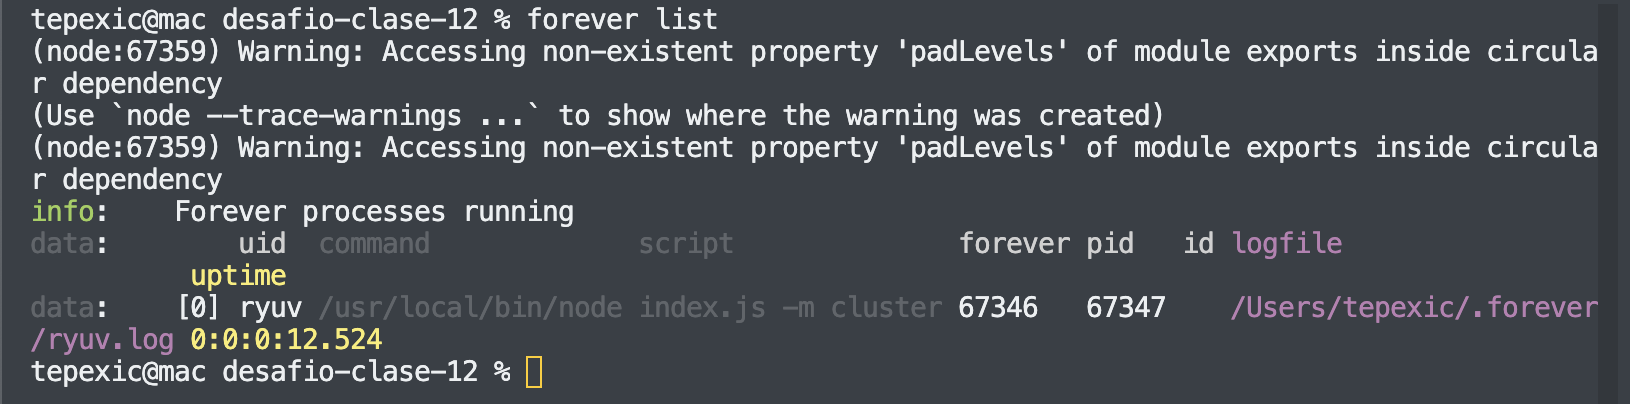 tepexic@mac desafio-clase-12 % forever list
(node:67359) Warning: Accessing non-existent property 'padLevels' of module exports inside circula
r dependency
(Use `node --trace-warnings ...` to show where the warning was created)
(node:67359) Warning: Accessing non-existent property 'padLevels' of module exports inside circula
r dependency
info:    Forever processes running
data:        uid  command             script              forever pid   id logfile
          uptime
data:    [0] ryuv /usr/local/bin/node index.js -m cluster 67346   67347    /Users/tepexic/.forever
/ryuv.log 0:0:0:12.524
tepexic@mac desafio-clase-12 %